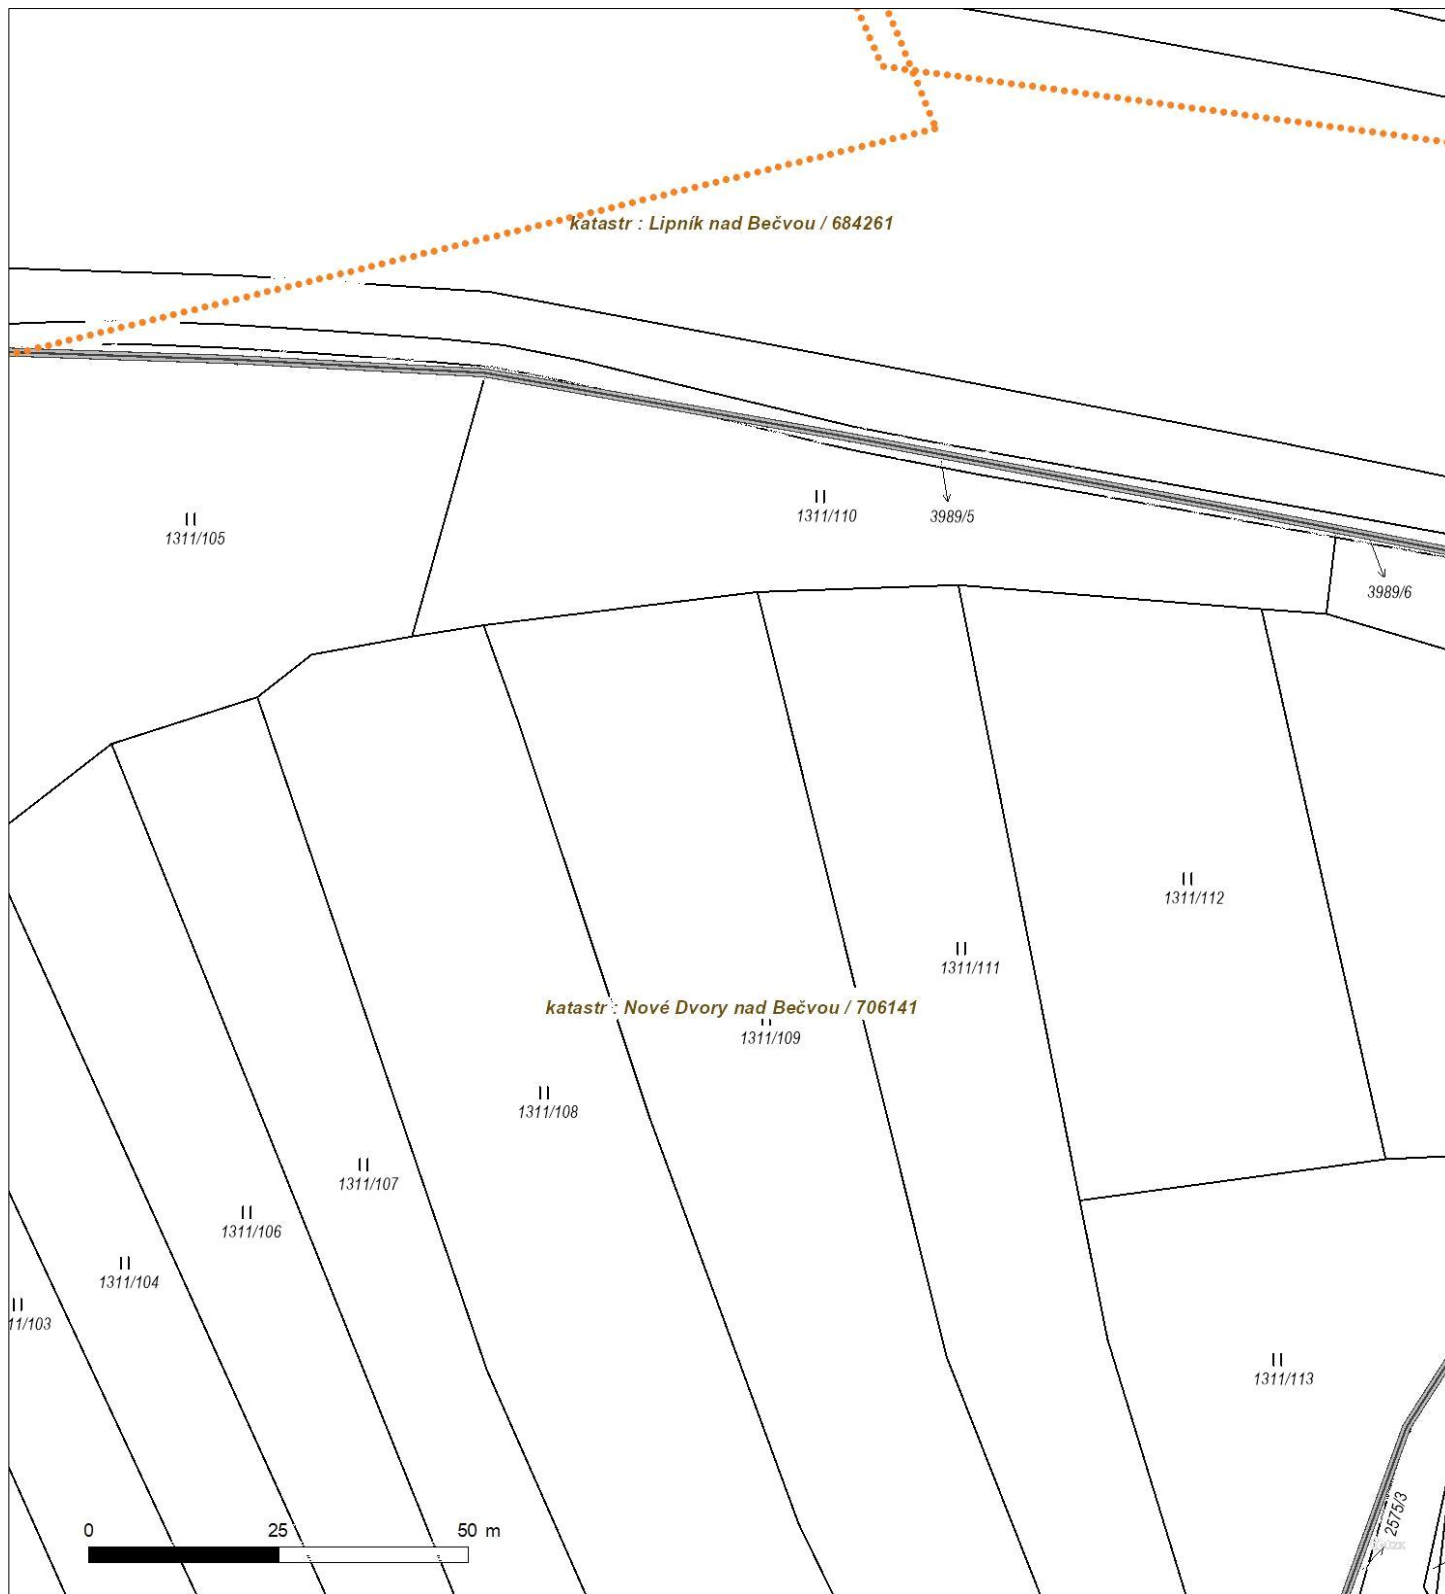 katastr : Lipník nad Bečvou / 684261
II
1311/105
II
1311/110
3989/5
3989/6
II
1311/112
II
1311/111
katastr : Nové Dvory nad Bečvou / 706141
II
1311/109
II
1311/108
II
1311/107
II
1311/106
II
1311/104
II
11/103
II
1311/113
2575/3
0 25 50 m